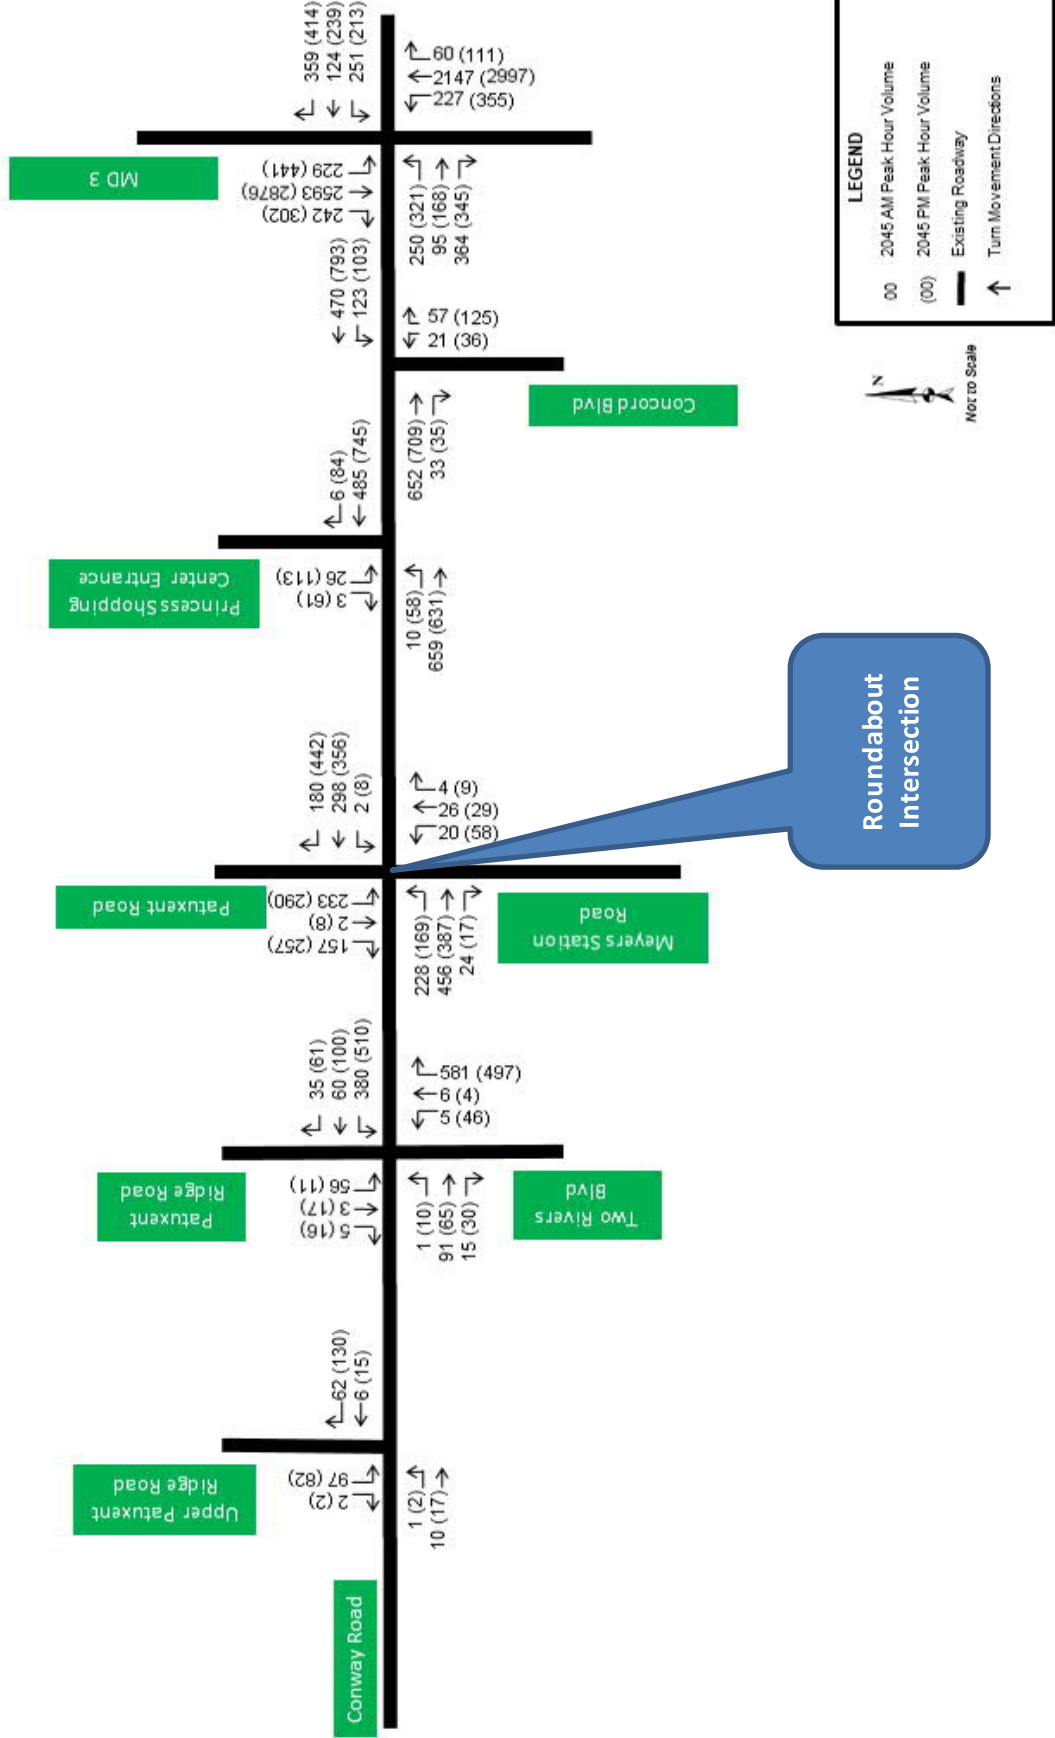 MD 3
359 (414)
124 (239)
251 (213)
60 (111)
2147 (2997)
227 (355)
229 (441)
2593 (2876)
242 (302)
250 (321)
95 (168)
364 (345)
470 (793)
123 (103)
57 (125)
21 (36)
Concord Blvd
652 (709)
33 (35)
6 (84)
485 (745)
Princess Shopping
Center Entrance
26 (113)
3 (61)
10 (58)
659 (631)
180 (442)
298 (356)
2 (8)
4 (9)
26 (29)
20 (58)
Patuxent Road
233 (290)
2 (8)
157 (257)
228 (169)
456 (387)
24 (17)
Meyers Station
Road
Roundabout
Intersection
35 (61)
60 (100)
380 (510)
581 (497)
6 (4)
5 (46)
Patuxent
Ridge Road
56 (11)
3 (17)
5 (16)
1 (10)
91 (65)
15 (30)
Two Rivers
Blvd
62 (130)
6 (15)
Upper Patuxent
Ridge Road
97 (82)
2 (2)
1 (2)
10 (17)
Conway Road
LEGEND
00 2045 AM Peak Hour Volume
(00) 2045 PM Peak Hour Volume
Existing Roadway
Turn Movement Directions
N
Not to Scale